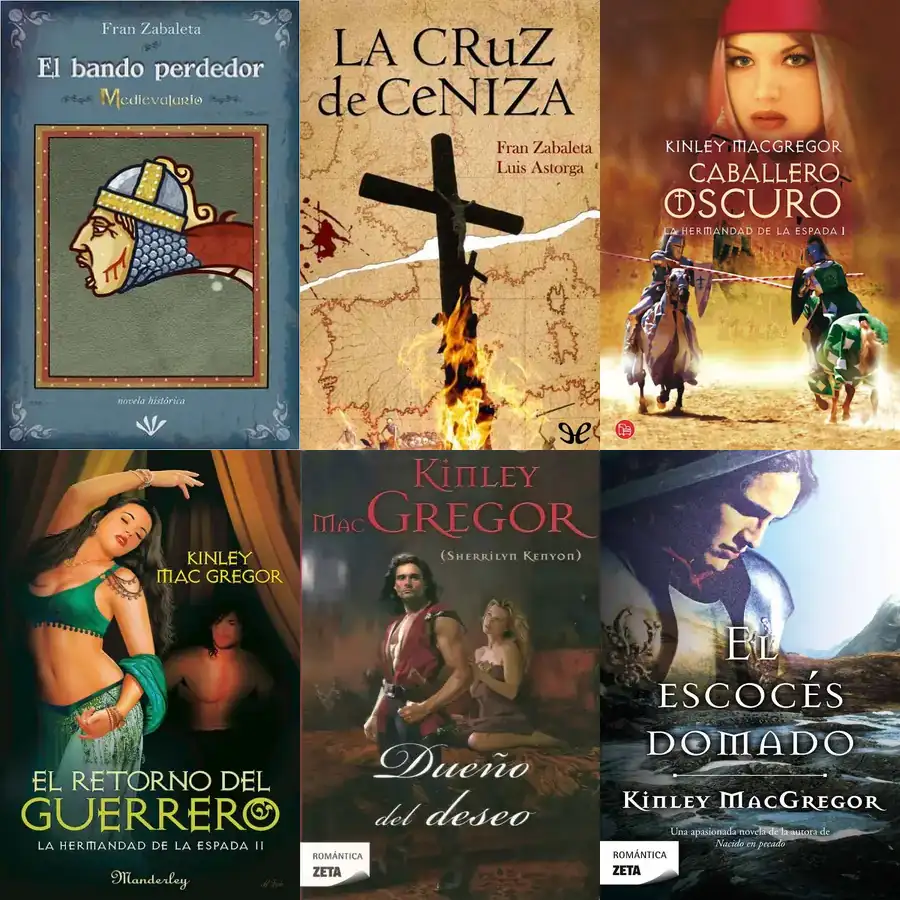 Fran Zabaleta
El bando perdedor
Medievalario
novela histórica
LA CRuZ
de CeNIZA
Fran Zabaleta
Luis Astorga
KINLEY MACGREGOR
CABALLERO
OSCURO
LA HERMANDAD DE LA ESPADA I
KINLEY
MAC GREGOR
EL RETORNO DEL
GUERRERO
LA HERMANDAD DE LA ESPADA II
Manderley
KINLEY
MAC GREGOR
(SHERRILYN KENYON)
Dueño
del deseo
ROMÁNTICA
ZETA
EL
ESCOCÉS
DOMADO
KINLEY MACGREGOR
Una apasionada novela de la autora de
Nacido en pecado
ROMÁNTICA
ZETA